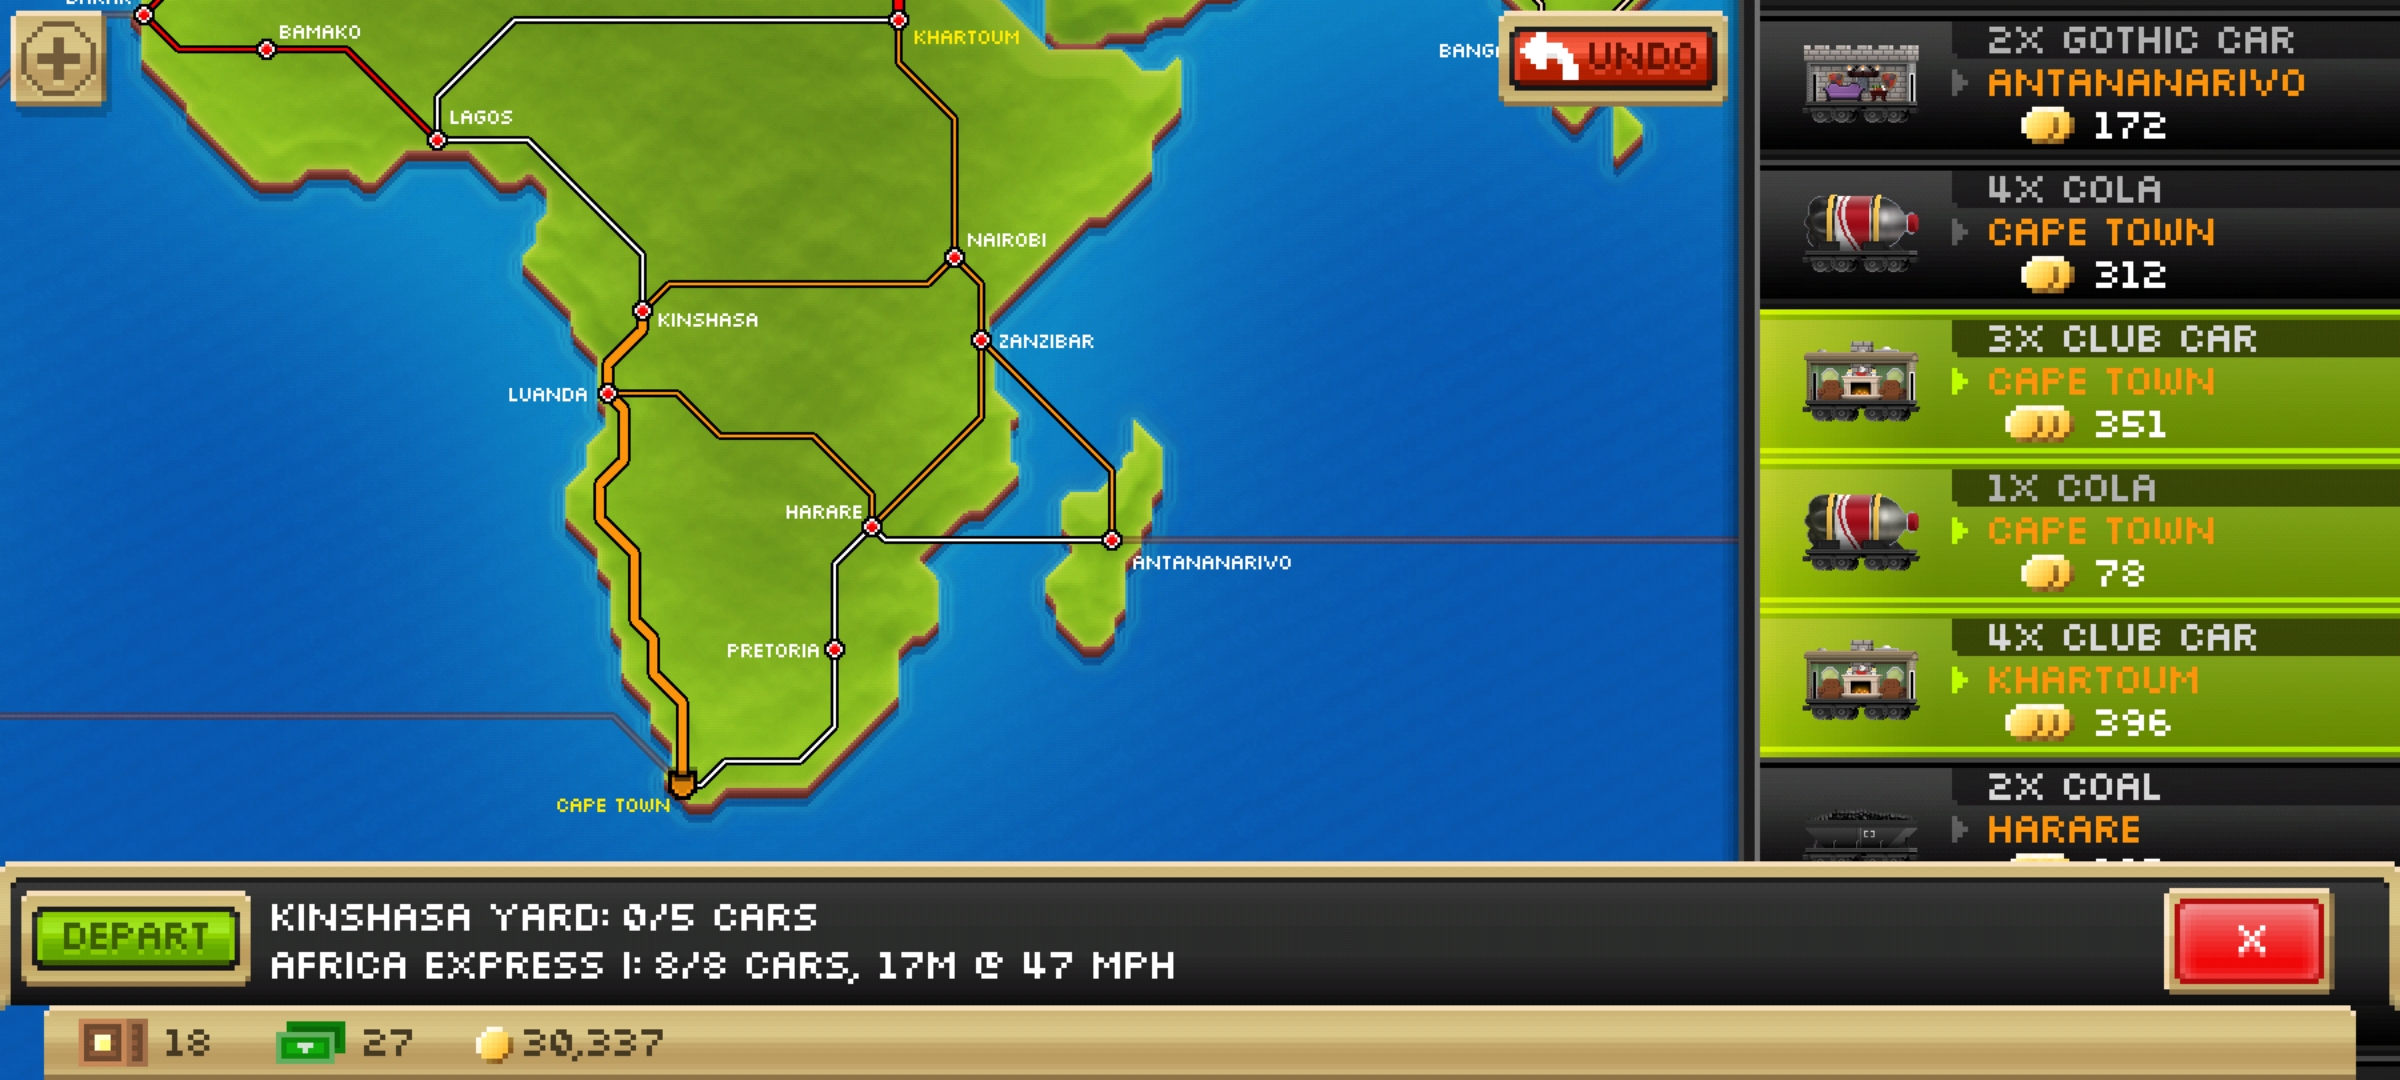 BAMAKO
KHARTOUM
LAGOS
NAIROBI
KINSHASA
ZANZIBAR
LUANDA
HARARE
ANTANANARIVO
PRETORIA
CAPE TOWN
UNDO
2X GOTHIC CAR
ANTANANARIVO
172
4X COLA
CAPE TOWN
312
3X CLUB CAR
CAPE TOWN
351
1X COLA
CAPE TOWN
78
4X CLUB CAR
KHARTOUM
396
2X COAL
HARARE
DEPART
KINSHASA YARD: 0/5 CARS
AFRICA EXPRESS I: 8/8 CARS, 17M @ 47 MPH
X
18
27
30,337